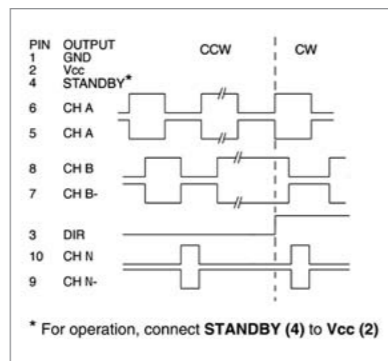 PIN OUTPUT CCW CW
1 GND
2 Vcc
4 STANDBY*
6 CH A
5 CH A
8 CH B
7 CH B-
3 DIR
10 CH N
9 CH N-
* For operation, connect STANDBY (4) to Vcc (2)